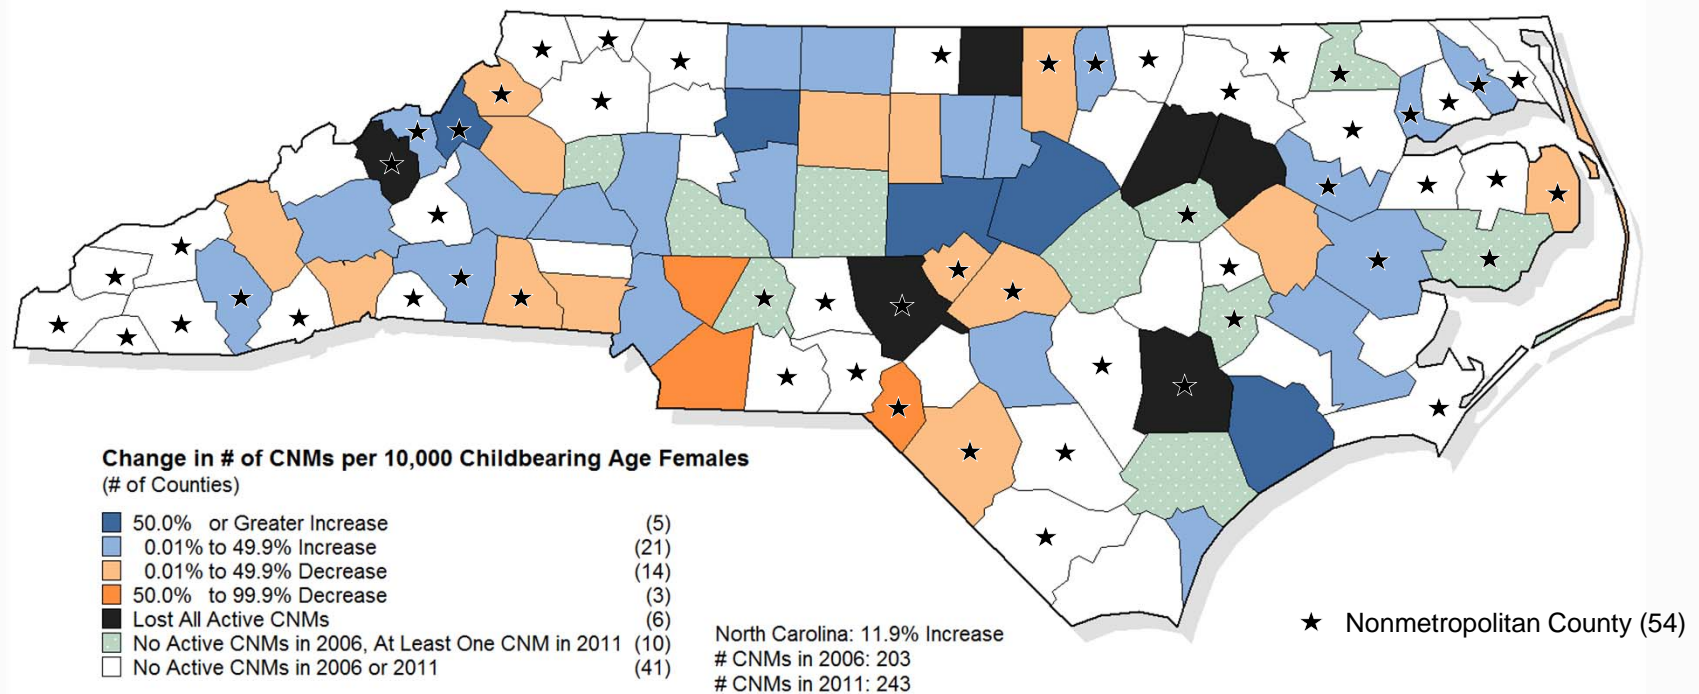 Change in # of CNMs per 10,000 Childbearing Age Females
(# of Counties)
50.0% or Greater Increase (5)
0.01% to 49.9% Increase (21)
0.01% to 49.9% Decrease (14)
50.0% to 99.9% Decrease (3)
Lost All Active CNMs (6)
No Active CNMs in 2006, At Least One CNM in 2011 (10)
No Active CNMs in 2006 or 2011 (41)
North Carolina: 11.9% Increase
# CNMs in 2006: 203
# CNMs in 2011: 243
★ Nonmetropolitan County (54)